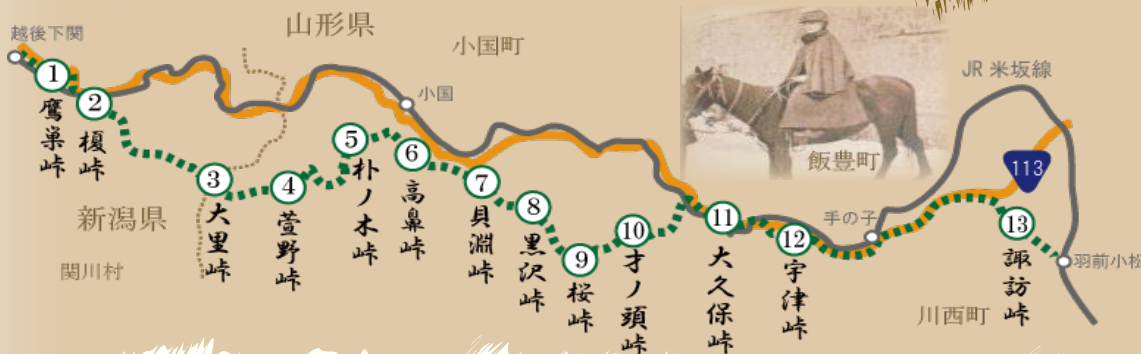 越後下関
山形県
小国町
JR 米坂線
小国
飯豊町
113
手の子
新潟県
関川村
川西町
羽前小松
1
鷹巣峠
2
榎峠
3
大里峠
4
萱野峠
5
朴ノ木峠
6
高鼻峠
7
貝淵峠
8
黒沢峠
9
桜峠
10
才ノ頭峠
11
大久保峠
12
宇津峠
13
諏訪峠